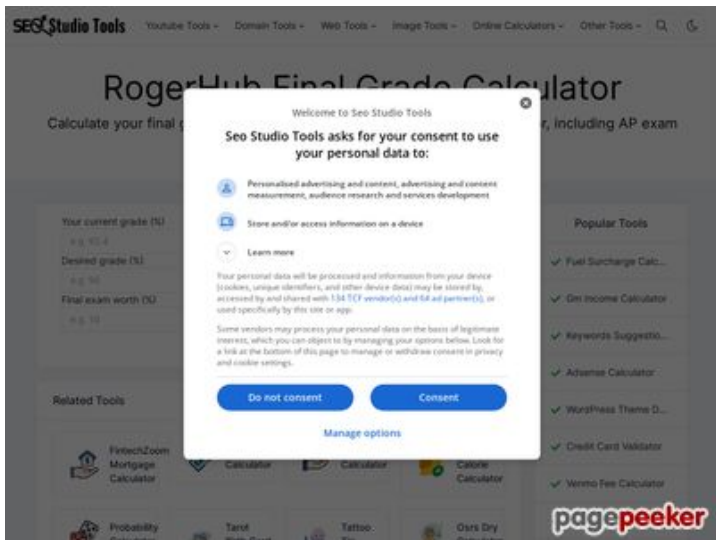 SEO Studio Tools
Youtube Tools Domain Tools Web Tools Image Tools Online Calculators Other Tools
RogerHub Final Grade Calculator
Calculate your final g
r, including AP exam
Welcome to Seo Studio Tools
Seo Studio Tools asks for your consent to use
your personal data to:
Personalised advertising and content, advertising and content
measurement, audience research and services development
Store and/or access information on a device
Learn more
Your personal data will be processed and information from your device
(cookies, unique identifiers, and other device data) may be stored by,
accessed by and shared with 134 TCF vendor(s) and 64 ad partner(s), or
used specifically by this site or app.
Some vendors may process your personal data on the basis of legitimate
interest, which you can object to by managing your options below. Look for
a link at the bottom of this page to manage or withdraw consent in privacy
and cookie settings.
Do not consent
Consent
Manage options
Your current grade (%)
Desired grade (%)
Final exam worth (%)
Related Tools
FintechZoom
Mortgage
Calculator
Calculator
Calculator
Calorie
Calculator
Probability
Tarot
Tattoo
Osrs Dry
Popular Tools
Fuel Surcharge Calc...
Gm Income Calculator
Keywords Suggestio...
Adsense Calculator
WordPress Theme D...
Credit Card Validator
Venmo Fee Calculator
pagepeeker